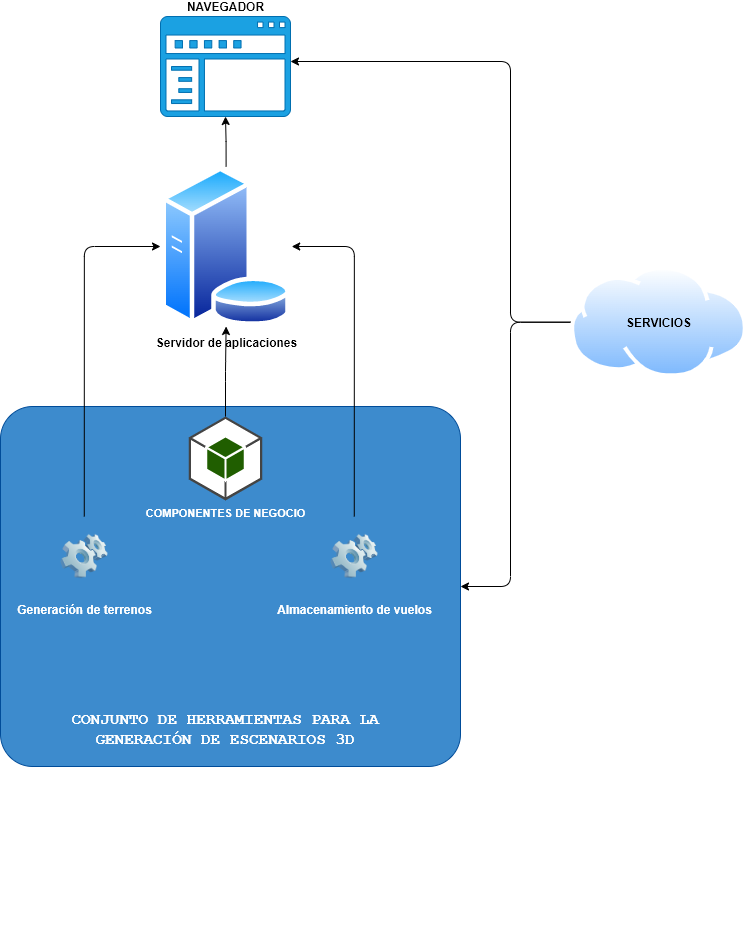 NAVEGADOR
Servidor de aplicaciones
SERVICIOS
COMPONENTES DE NEGOCIO
Generación de terrenos
Almacenamiento de vuelos
CONJUNTO DE HERRAMIENTAS PARA LA
GENERACIÓN DE ESCENARIOS 3D